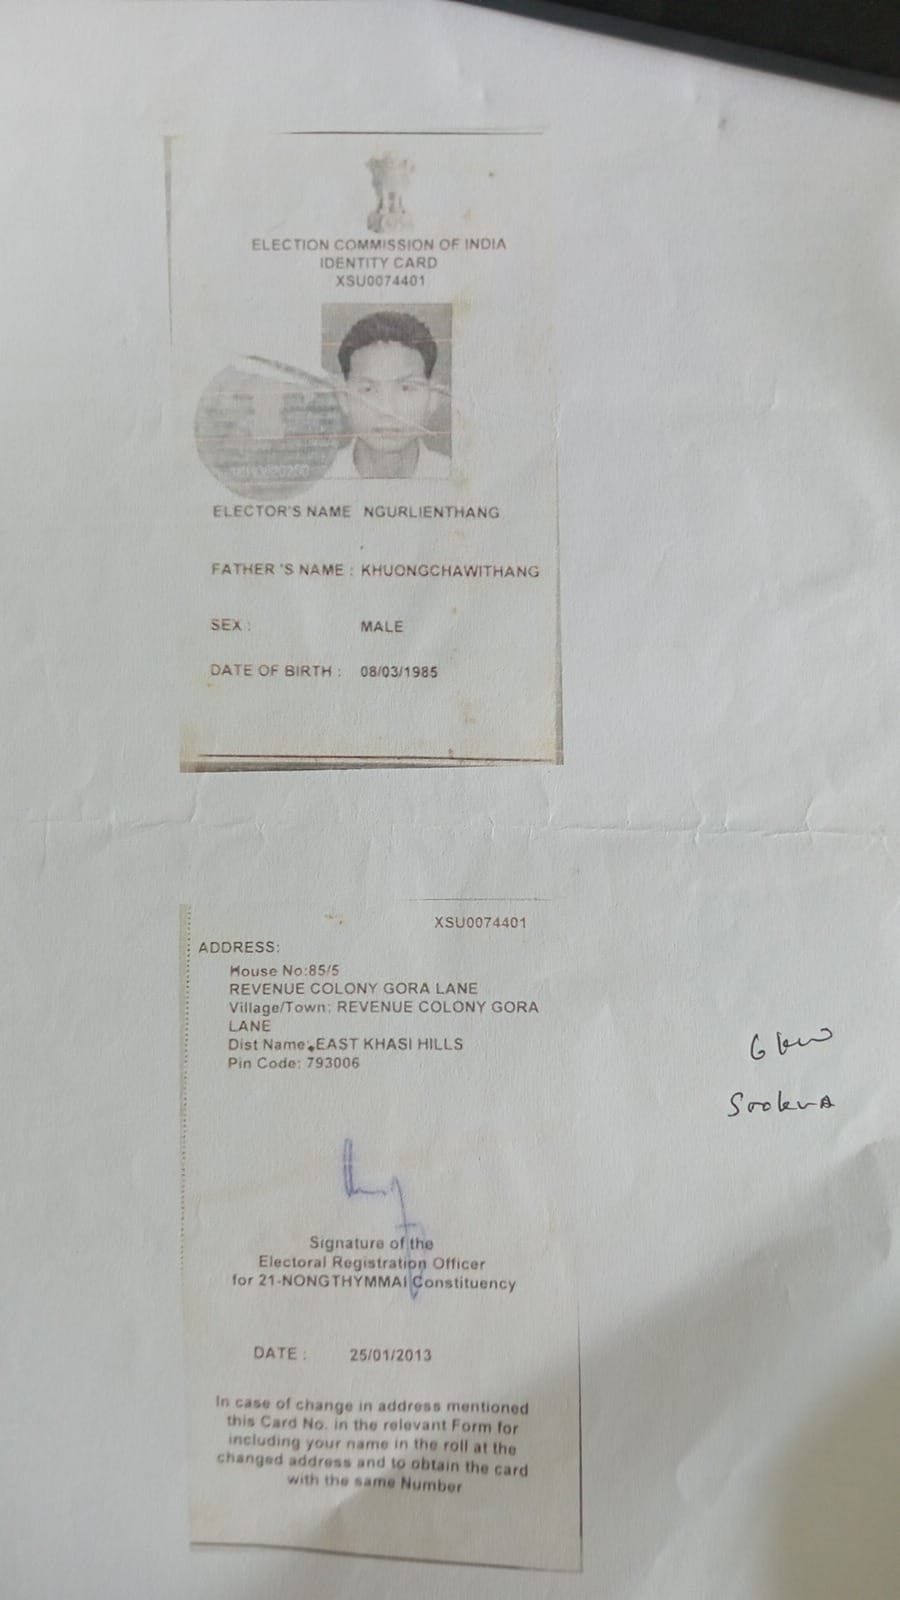 ELECTION COMMISSION OF INDIA
IDENTITY CARD
XSU0074401
ELECTOR'S NAME NGURLIENTHANG
FATHER 'S NAME : KHUONGCHAWITHANG
SEX : MALE
DATE OF BIRTH : 08/03/1985
XSU0074401
ADDRESS:
House No:85/5
REVENUE COLONY GORA LANE
Village/Town: REVENUE COLONY GORA
LANE
Dist Name: EAST KHASI HILLS
Pin Code: 793006
Signature of the
Electoral Registration Officer
for 21-NONGTHYMMAI Constituency
DATE : 25/01/2013
In case of change in address mentioned
this Card No. in the relevant Form for
including your name in the roll at the
changed address and to obtain the card
with the same Number